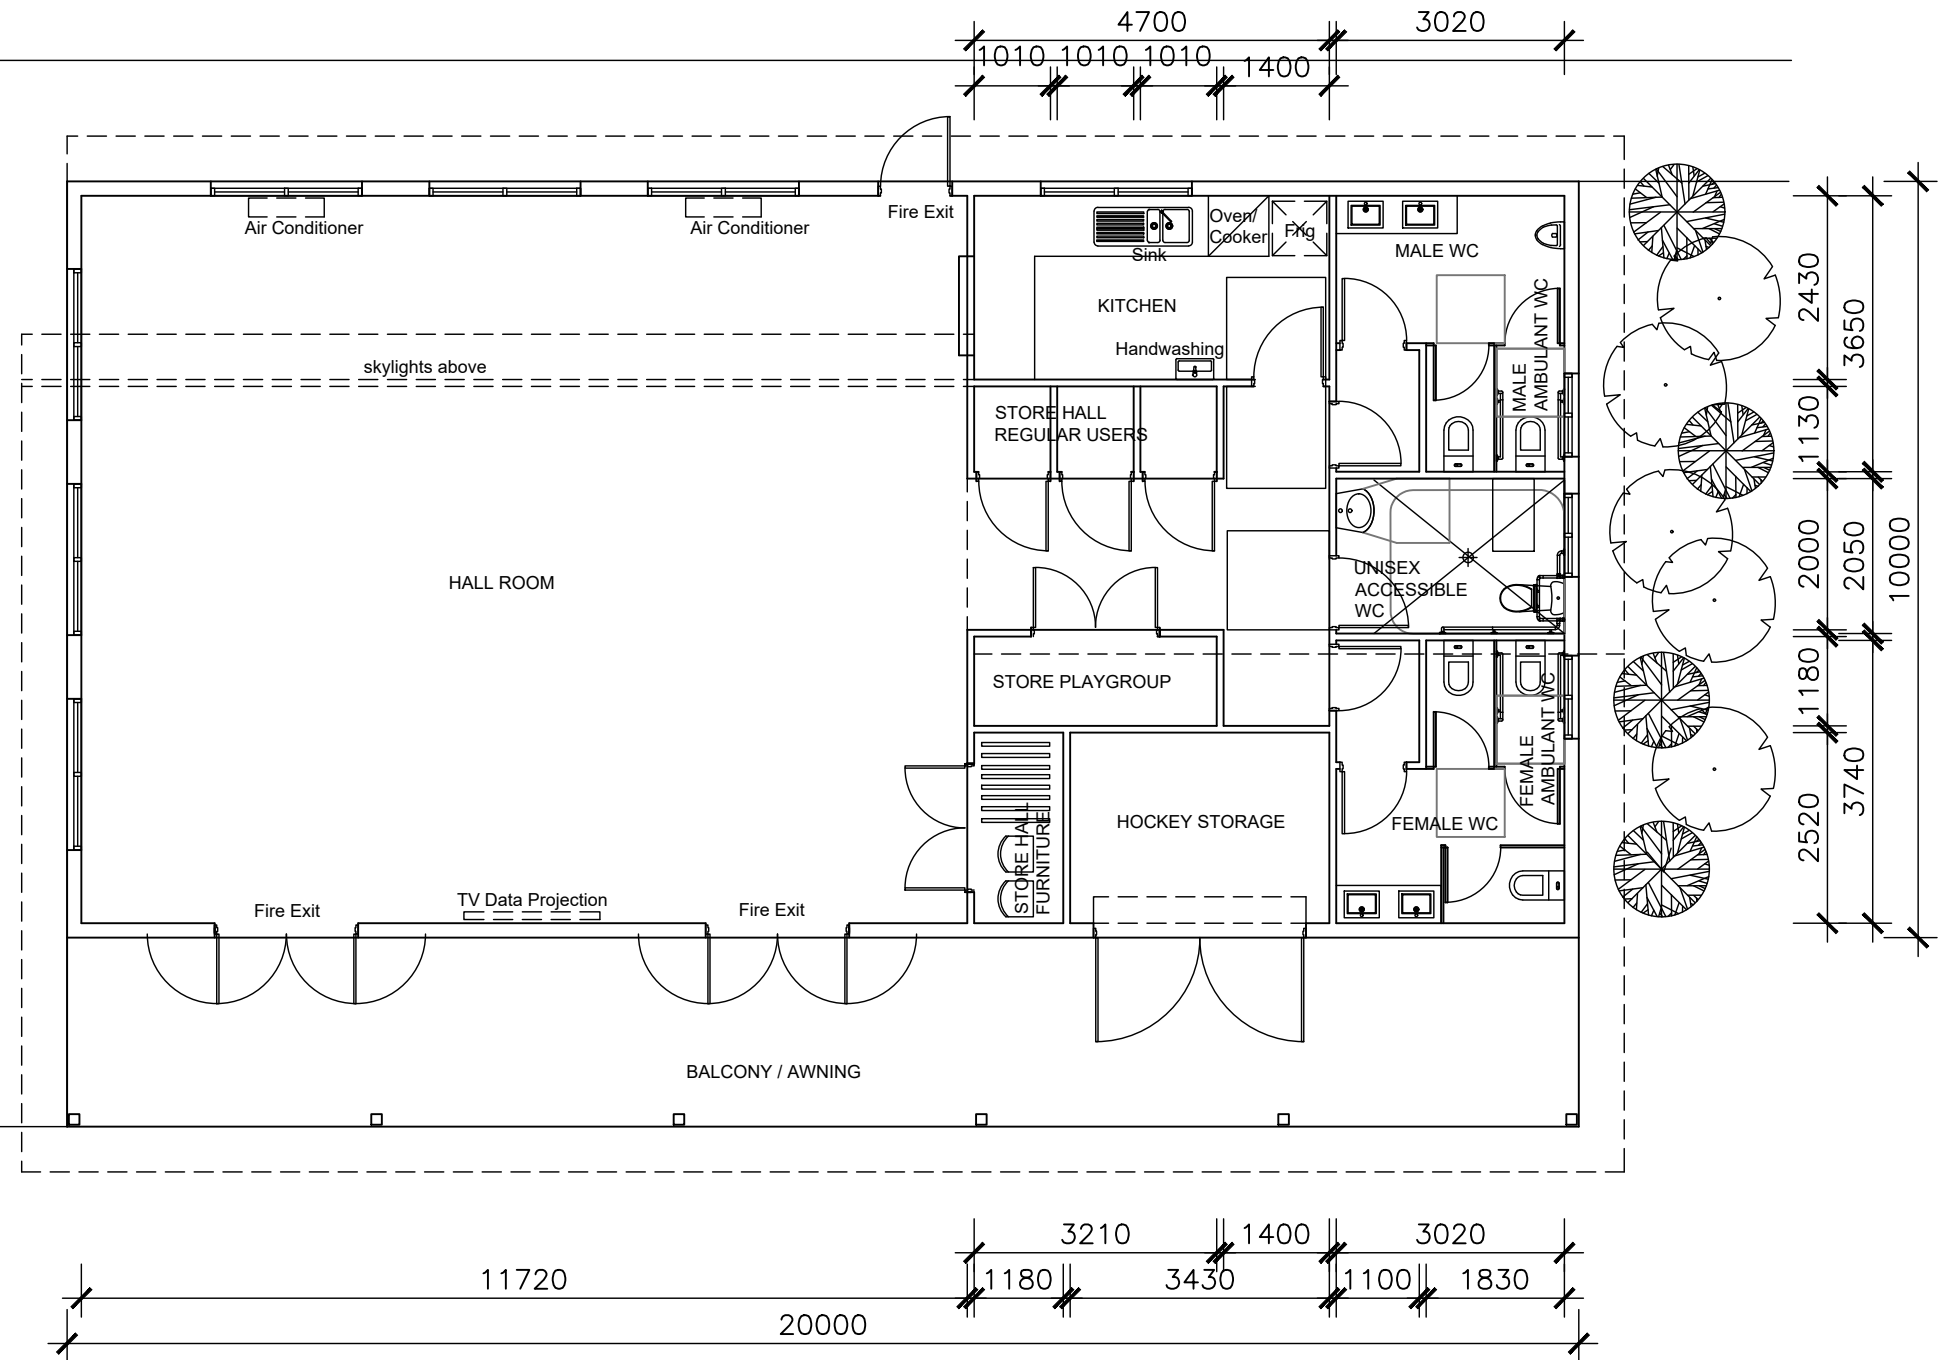 4700
3020
1010
1010
1010
1400
Fire Exit
Air Conditioner
Air Conditioner
Oven/
Cooker
Frig
Sink
MALE WC
KITCHEN
Handwashing
MALE
AMBULANT WC
skylights above
STORE HALL
REGULAR USERS
HALL ROOM
UNISEX
ACCESSIBLE
WC
STORE PLAYGROUP
FEMALE
AMBULANT WC
STORE HALL
FURNITURE
HOCKEY STORAGE
FEMALE WC
Fire Exit
TV Data Projection
Fire Exit
BALCONY / AWNING
2430
3650
1130
2000
2050
10000
1180
3740
2520
3210
1400
3020
11720
1180
3430
1100
1830
20000